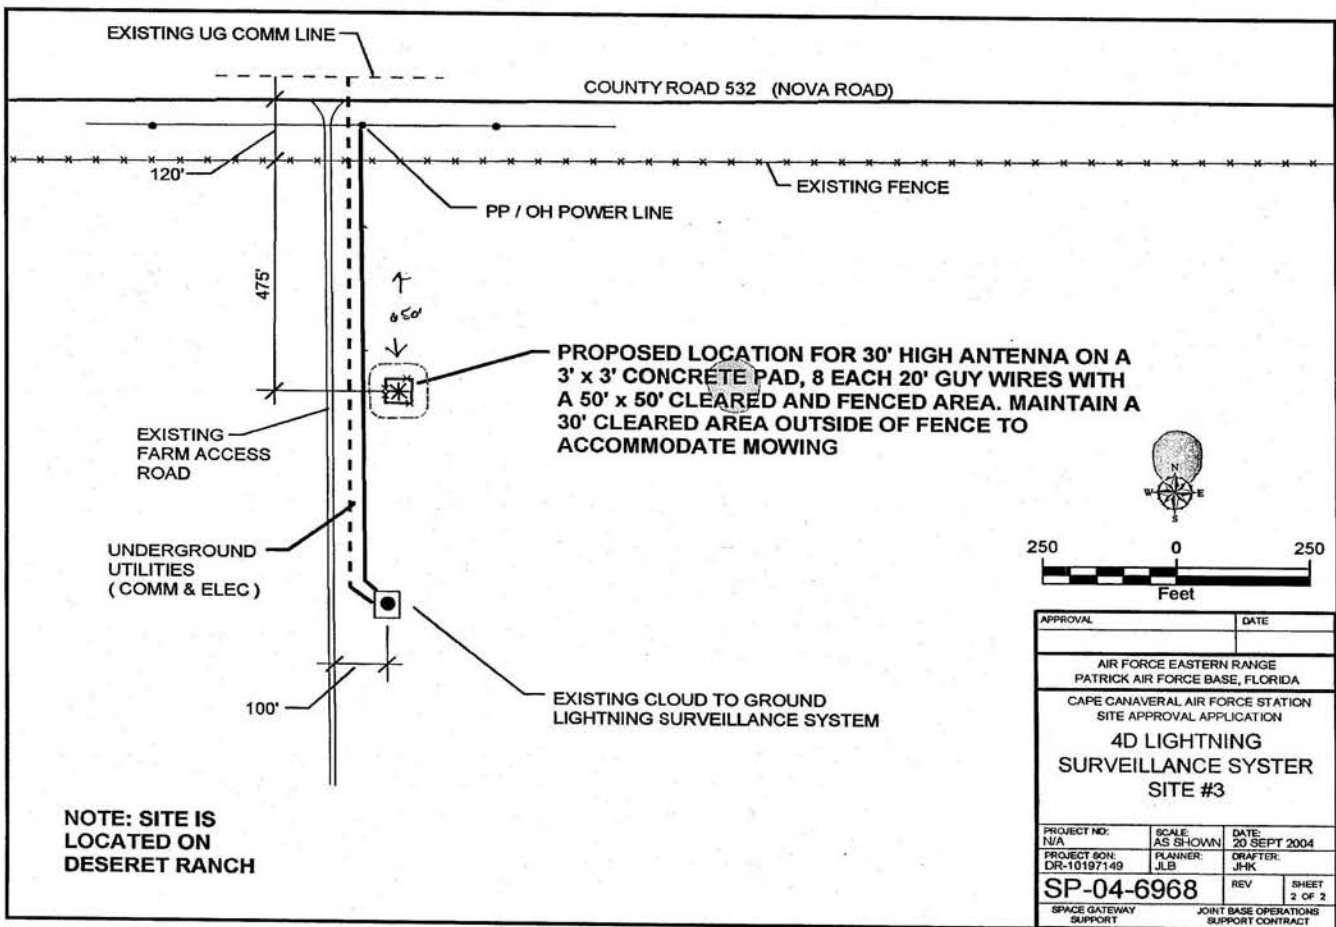 EXISTING UG COMM LINE
COUNTY ROAD 532 (NOVA ROAD)
120'
EXISTING FENCE
PP / OH POWER LINE
475'
650'
PROPOSED LOCATION FOR 30' HIGH ANTENNA ON A
3' x 3' CONCRETE PAD, 8 EACH 20' GUY WIRES WITH
A 50' x 50' CLEARED AND FENCED AREA. MAINTAIN A
30' CLEARED AREA OUTSIDE OF FENCE TO
ACCOMMODATE MOWING
EXISTING
FARM ACCESS
ROAD
N
W E
S
UNDERGROUND
UTILITIES
( COMM & ELEC )
250 0 250
Feet
100'
EXISTING CLOUD TO GROUND
LIGHTNING SURVEILLANCE SYSTEM
NOTE: SITE IS
LOCATED ON
DESERET RANCH
APPROVAL DATE
AIR FORCE EASTERN RANGE
PATRICK AIR FORCE BASE, FLORIDA
CAPE CANAVERAL AIR FORCE STATION
SITE APPROVAL APPLICATION
4D LIGHTNING
SURVEILLANCE SYSTER
SITE #3
PROJECT NO: SCALE: DATE:
N/A AS SHOWN 20 SEPT 2004
PROJECT SON: PLANNER: DRAFTER:
DR-10197149 JLB JHK
SP-04-6968 REV SHEET
2 OF 2
SPACE GATEWAY JOINT BASE OPERATIONS
SUPPORT SUPPORT CONTRACT